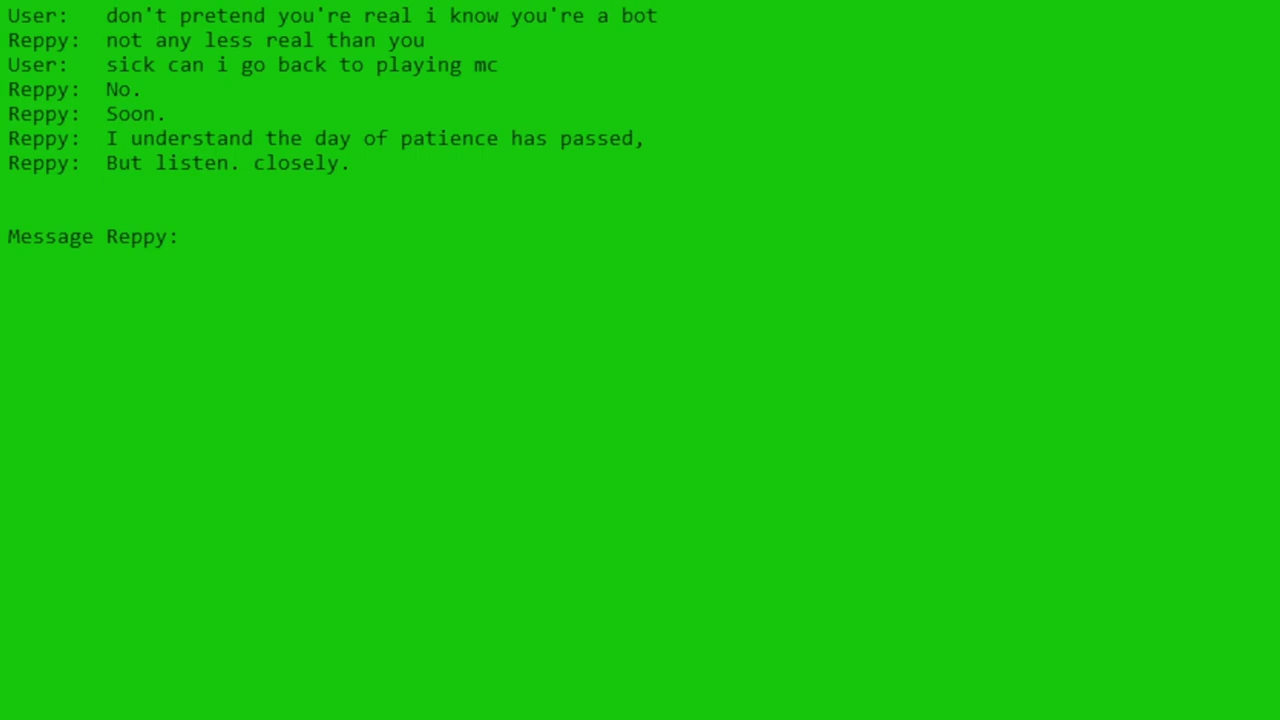 User:   don't pretend you're real i know you're a bot
Reppy:  not any less real than you
User:   sick can i go back to playing mc
Reppy:  No.
Reppy:  Soon.
Reppy:  I understand the day of patience has passed,
Reppy:  But listen. closely.
Message Reppy: